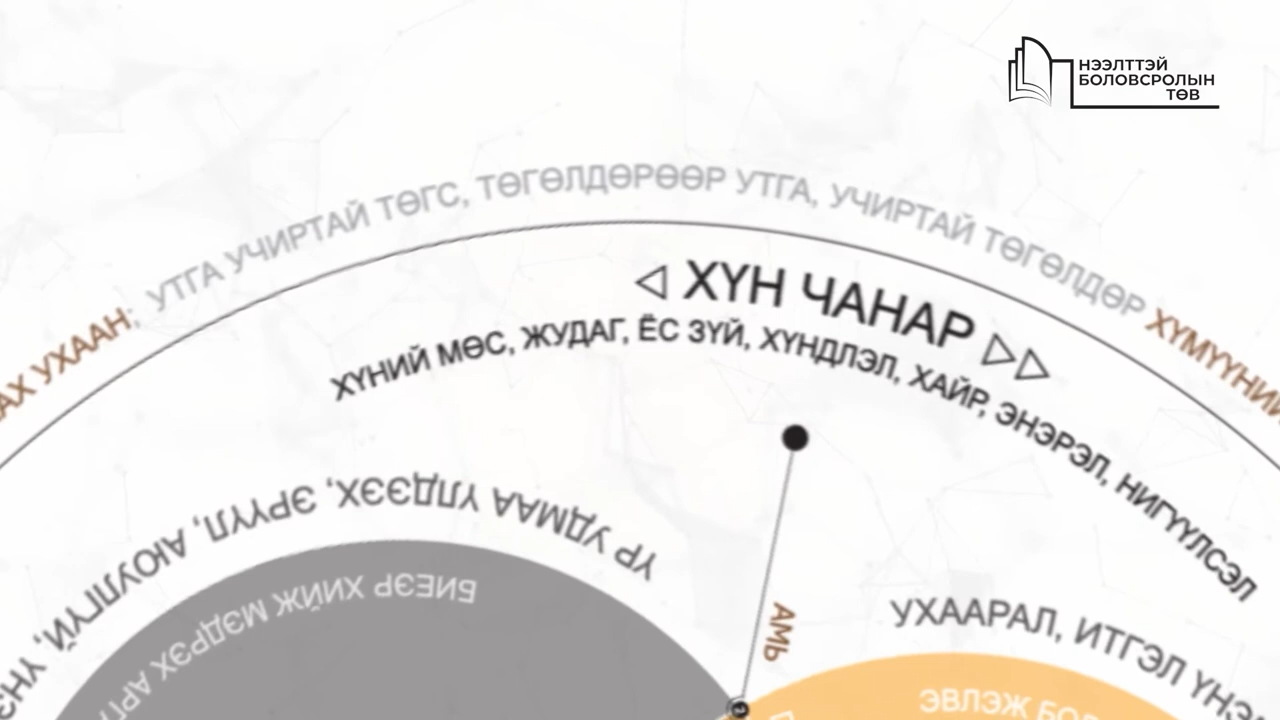 НЭЭЛТТЭЙ
БОЛОВСРОЛЫН
ТӨВ
УХААН; УТГА УЧИРТАЙ ТӨГС, ТӨГӨЛДӨРӨӨР УТГА, УЧИРТАЙ ТӨГӨЛДӨР
ХҮН ЧАНАР
ХҮНИЙ МӨС, ЖУДАГ, ЁС ЗҮЙ, ХҮНДЛЭЛ, ХАЙР, ЭНЭРЭЛ, НИГҮҮЛСЭЛ
ҮР УДМАА ҮЛДЭЭХ, ЭРҮҮЛ, АЮУЛГҮЙ,
БИЕЭР ХИЙЖ МЭДРЭХ
АМЬ
УХААРАЛ, ИТГЭЛ
ЭВЛЭЖ